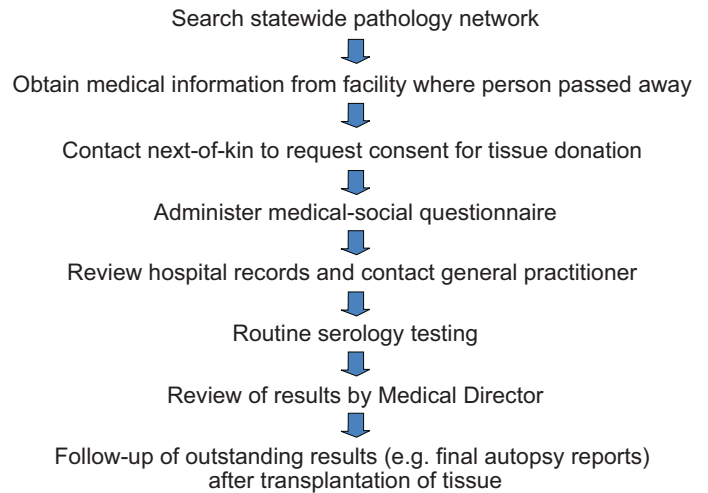 Search statewide pathology network
Obtain medical information from facility where person passed away
Contact next-of-kin to request consent for tissue donation
Administer medical-social questionnaire
Review hospital records and contact general practitioner
Routine serology testing
Review of results by Medical Director
Follow-up of outstanding results (e.g. final autopsy reports)
after transplantation of tissue